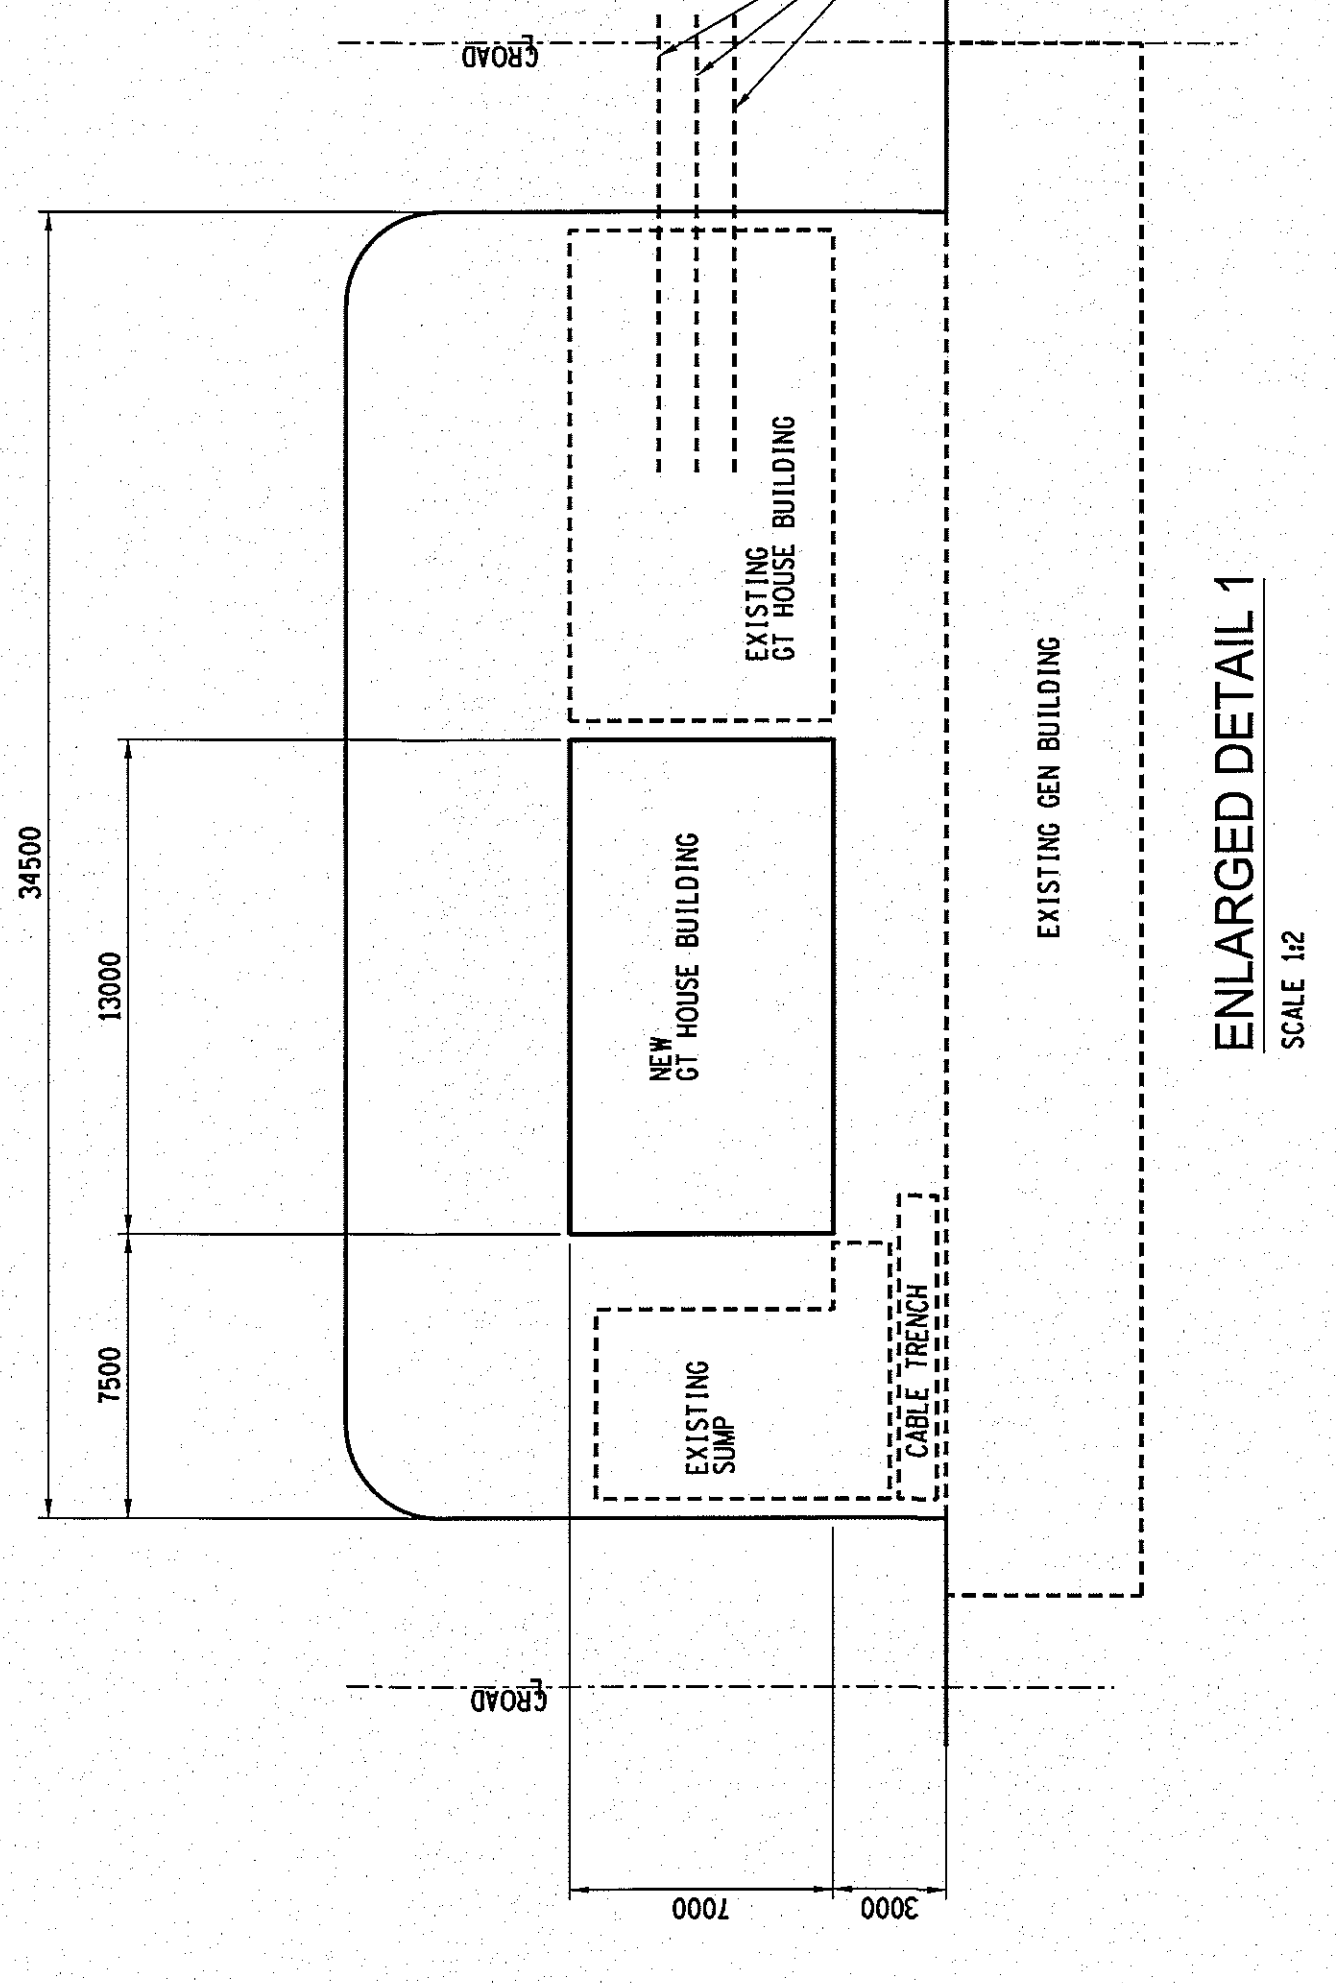 34500
7500
13000
℄ ROAD
℄ ROAD
7000
3000
EXISTING
SUMP
NEW
GT HOUSE BUILDING
EXISTING
GT HOUSE BUILDING
CABLE TRENCH
EXISTING GEN BUILDING
ENLARGED DETAIL 1
SCALE 1:2